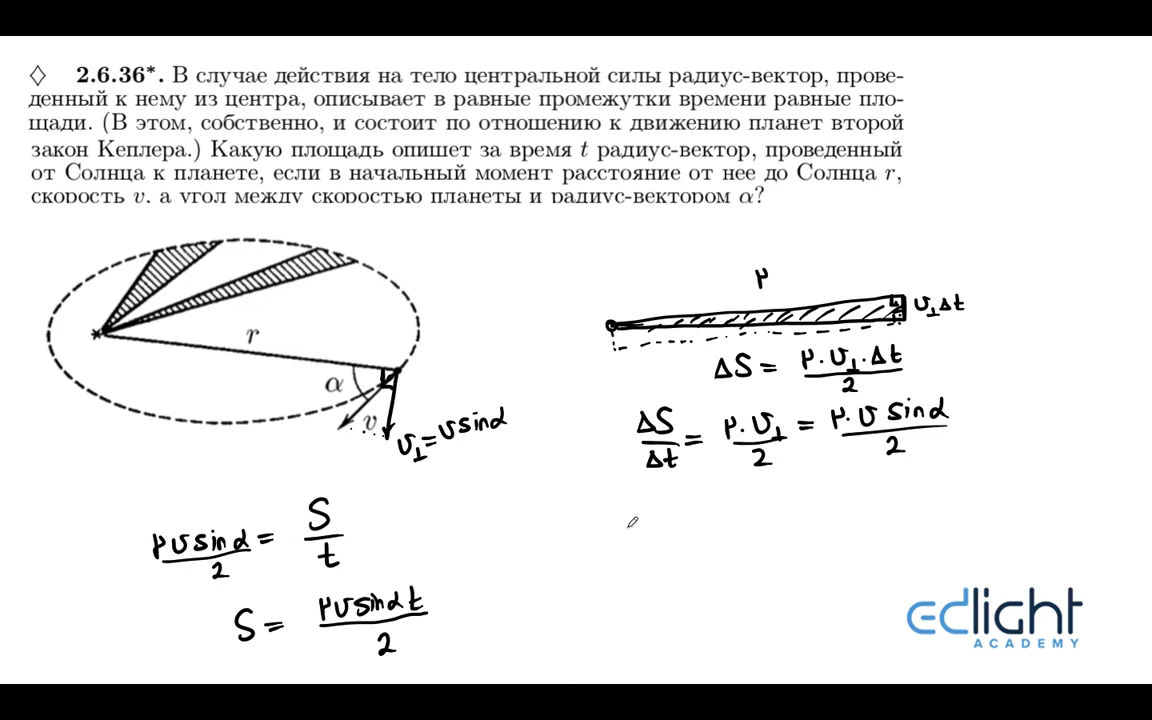 ◇ 2.6.36*. В случае действия на тело центральной силы радиус-вектор, прове-
денный к нему из центра, описывает в равные промежутки времени равные пло-
щади. (В этом, собственно, и состоит по отношению к движению планет второй
закон Кеплера.) Какую площадь опишет за время t радиус-вектор, проведенный
от Солнца к планете, если в начальный момент расстояние от нее до Солнца r,
скорость v, а угол между скоростью планеты и радиус-вектором α?
r
α
v
υ⊥ = υ sinα
r
υ⊥Δt
ΔS = r·υ⊥·Δt / 2
ΔS/Δt = r·υ⊥/2 = r·υ sinα / 2
rυ sinα / 2 = S / t
S = rυ sinα t / 2
edlight
ACADEMY